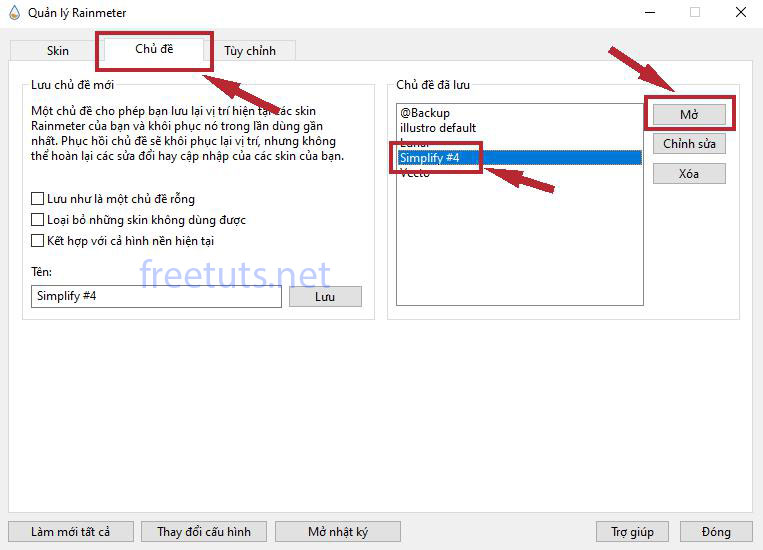 Quản lý Rainmeter
Skin
Chủ đề
Tùy chỉnh
Lưu chủ đề mới
Một chủ đề cho phép bạn lưu lại vị trí hiện tại các skin
Rainmeter của bạn và khôi phục nó trong lần dùng gần
nhất. Phục hồi chủ đề sẽ khôi phục lại vị trí, nhưng không
thể hoàn lại các sửa đổi hay cập nhập của các skin của bạn.
Lưu như là một chủ đề rỗng
Loại bỏ những skin không dùng được
Kết hợp với cả hình nền hiện tại
Tên:
freetuts.net
Simplify #4
Lưu
Chủ đề đã lưu
@Backup
illustro default
Simplify #4
Vecto
Mở
Chỉnh sửa
Xóa
Làm mới tất cả
Thay đổi cấu hình
Mở nhật ký
Trợ giúp
Đóng